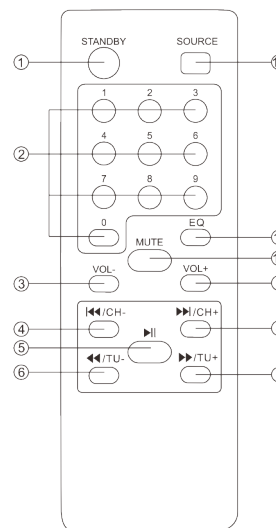 STANDBY SOURCE
①
1 2 3
②
4 5 6
7 8 9
0 EQ
MUTE
③ VOL- VOL+
④ |◀◀/CH- ▶▶|/CH+
⑤ ▶||
⑥ ◀◀/TU- ▶▶/TU+